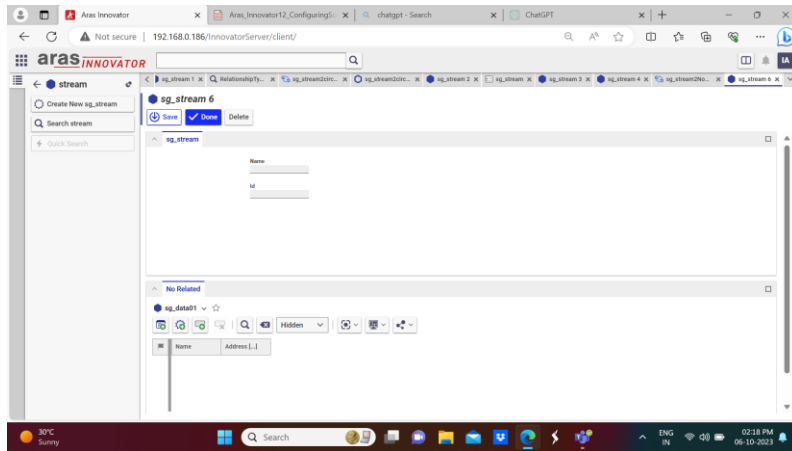 Aras Innovator
Aras_Innovator12_ConfiguringSo
chatgpt - Search
ChatGPT
Not secure | 192.168.0.186/InnovatorServer/client/
aras INNOVATOR
IA
stream
sg_stream 1
RelationshipTy...
sg_stream2circ...
sg_stream2circ...
sg_stream 2
sg_stream
sg_stream 3
sg_stream 4
sg_stream2No...
sg_stream 6
Create New sg_stream
Search stream
Quick Search
sg_stream 6
Save Done Delete
sg_stream
Name
Id
No Related
sg_data01
Hidden
Name Address [...]
30°C
Sunny
Search
ENG
IN
02:18 PM
06-10-2023